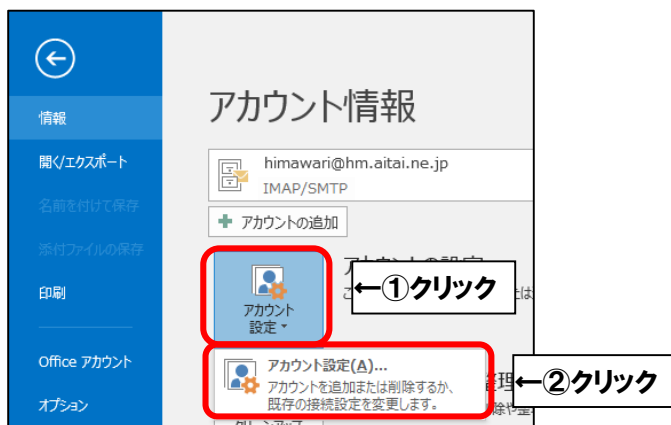 アカウント情報
情報
himawari@hm.aitai.ne.jp
IMAP/SMTP
開く/エクスポート
名前を付けて保存
アカウントの追加
添付ファイルの保存
印刷
アカウント
設定
←①クリック
Office アカウント
アカウント設定(A)...
アカウントを追加または削除するか、
既存の接続設定を変更します。
←②クリック
オプション